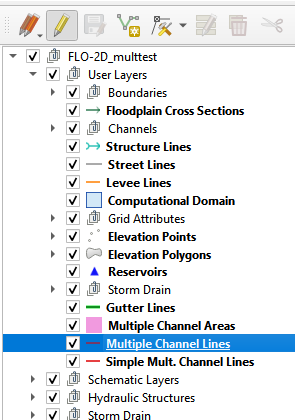 FLO-2D_multtest
User Layers
Boundaries
Floodplain Cross Sections
Channels
Structure Lines
Street Lines
Levee Lines
Computational Domain
Grid Attributes
Elevation Points
Elevation Polygons
Reservoirs
Storm Drain
Gutter Lines
Multiple Channel Areas
Multiple Channel Lines
Simple Mult. Channel Lines
Schematic Layers
Hydraulic Structures
Storm Drain